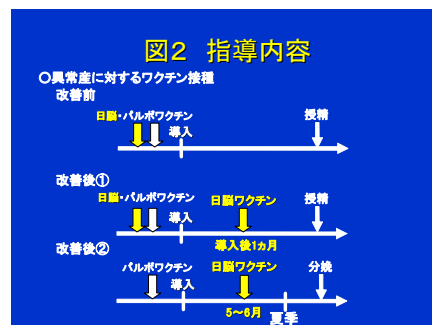 図2 指導内容
○異常産に対するワクチン接種
改善前
日脳・パルボワクチン
導入
授精
改善後①
日脳・パルボワクチン
導入
日脳ワクチン
授精
導入後1ヵ月
改善後②
パルボワクチン
導入
日脳ワクチン
分娩
5～6月
夏季